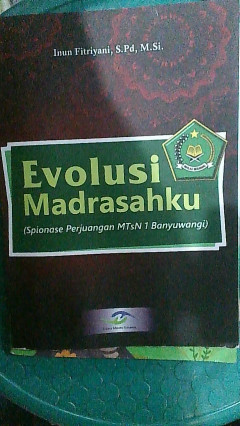 Inun Fitriyani, S.Pd, M.Si.
Evolusi
Madrasahku
(Spionase Perjuangan MTsN 1 Banyuwangi)